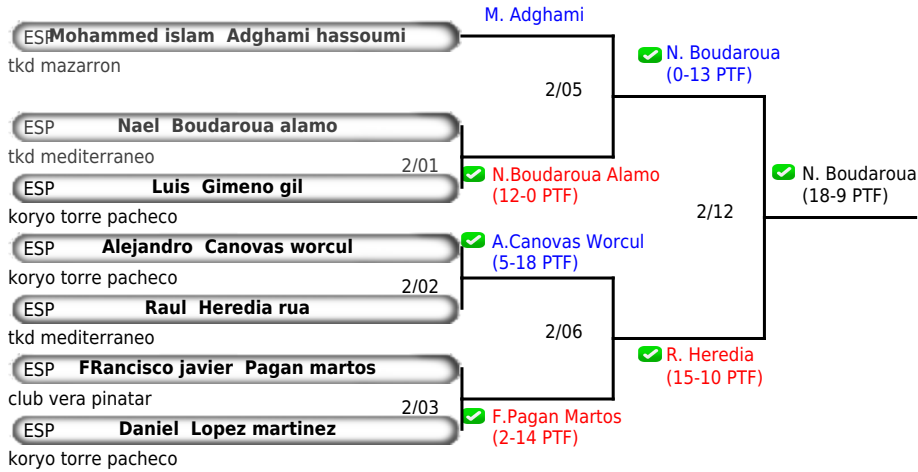 M. Adghami
ESP Mohammed islam Adghami hassoumi
tkd mazarron
N. Boudaroua
(0-13 PTF)
2/05
ESP Nael Boudaroua alamo
tkd mediterraneo
2/01
N.Boudaroua Alamo
(12-0 PTF)
N. Boudaroua
(18-9 PTF)
ESP Luis Gimeno gil
koryo torre pacheco
2/12
ESP Alejandro Canovas worcul
A.Canovas Worcul
(5-18 PTF)
koryo torre pacheco
2/02
ESP Raul Heredia rua
tkd mediterraneo
2/06
R. Heredia
(15-10 PTF)
ESP FRancisco javier Pagan martos
club vera pinatar
2/03
F.Pagan Martos
(2-14 PTF)
ESP Daniel Lopez martinez
koryo torre pacheco